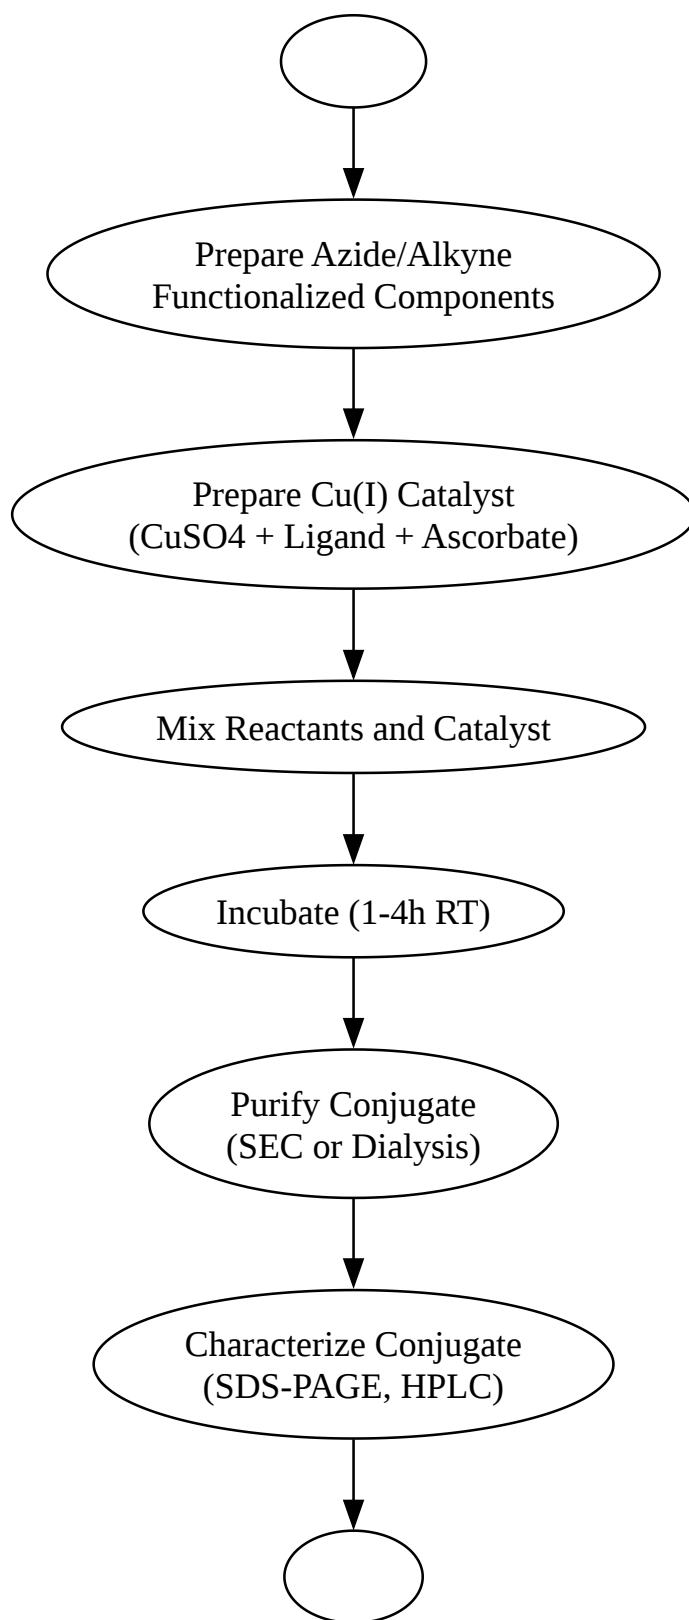 Prepare Azide/Alkyne
Functionalized Components
Prepare Cu(I) Catalyst
(CuSO4 + Ligand + Ascorbate)
Mix Reactants and Catalyst
Incubate (1-4h RT)
Purify Conjugate
(SEC or Dialysis)
Characterize Conjugate
(SDS-PAGE, HPLC)